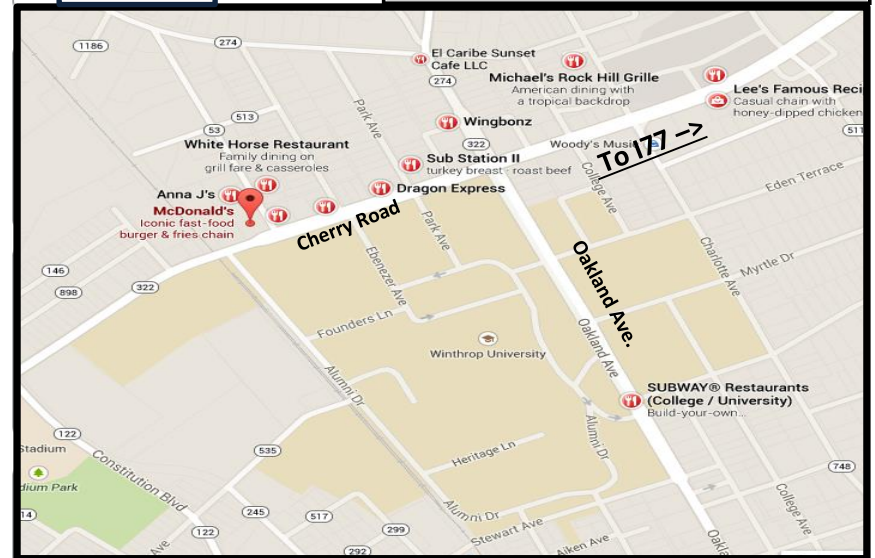 1186
274
El Caribe Sunset
Cafe LLC
274
Michael's Rock Hill Grille
American dining with
a tropical backdrop
Lee's Famous Reci
Casual chain with
honey-dipped chicken
Park Ave
513
53
Wingbonz
322
Woody's Musi
To I77 –>
511
White Horse Restaurant
Family dining on
grill fare & casseroles
Sub Station II
turkey breast · roast beef
College Ave
Eden Terrace
Anna J's
Dragon Express
McDonald's
Iconic fast-food
burger & fries chain
Cherry Road
Park Ave
Oakland Ave.
Charlotte Ave
Myrtle Dr
146
898
322
Ebenezer Ave
Founders Ln
Winthrop University
Oakland Ave
Alumni Dr
SUBWAY® Restaurants
(College / University)
Build-your-own...
122
Stadium
dium Park
Constitution Blvd
535
Heritage Ln
Alumni Dr
748
College Ave
14
122
245
517
299
292
Alumni Dr
Stewart Ave
Aiken Ave
Ave
Oakla